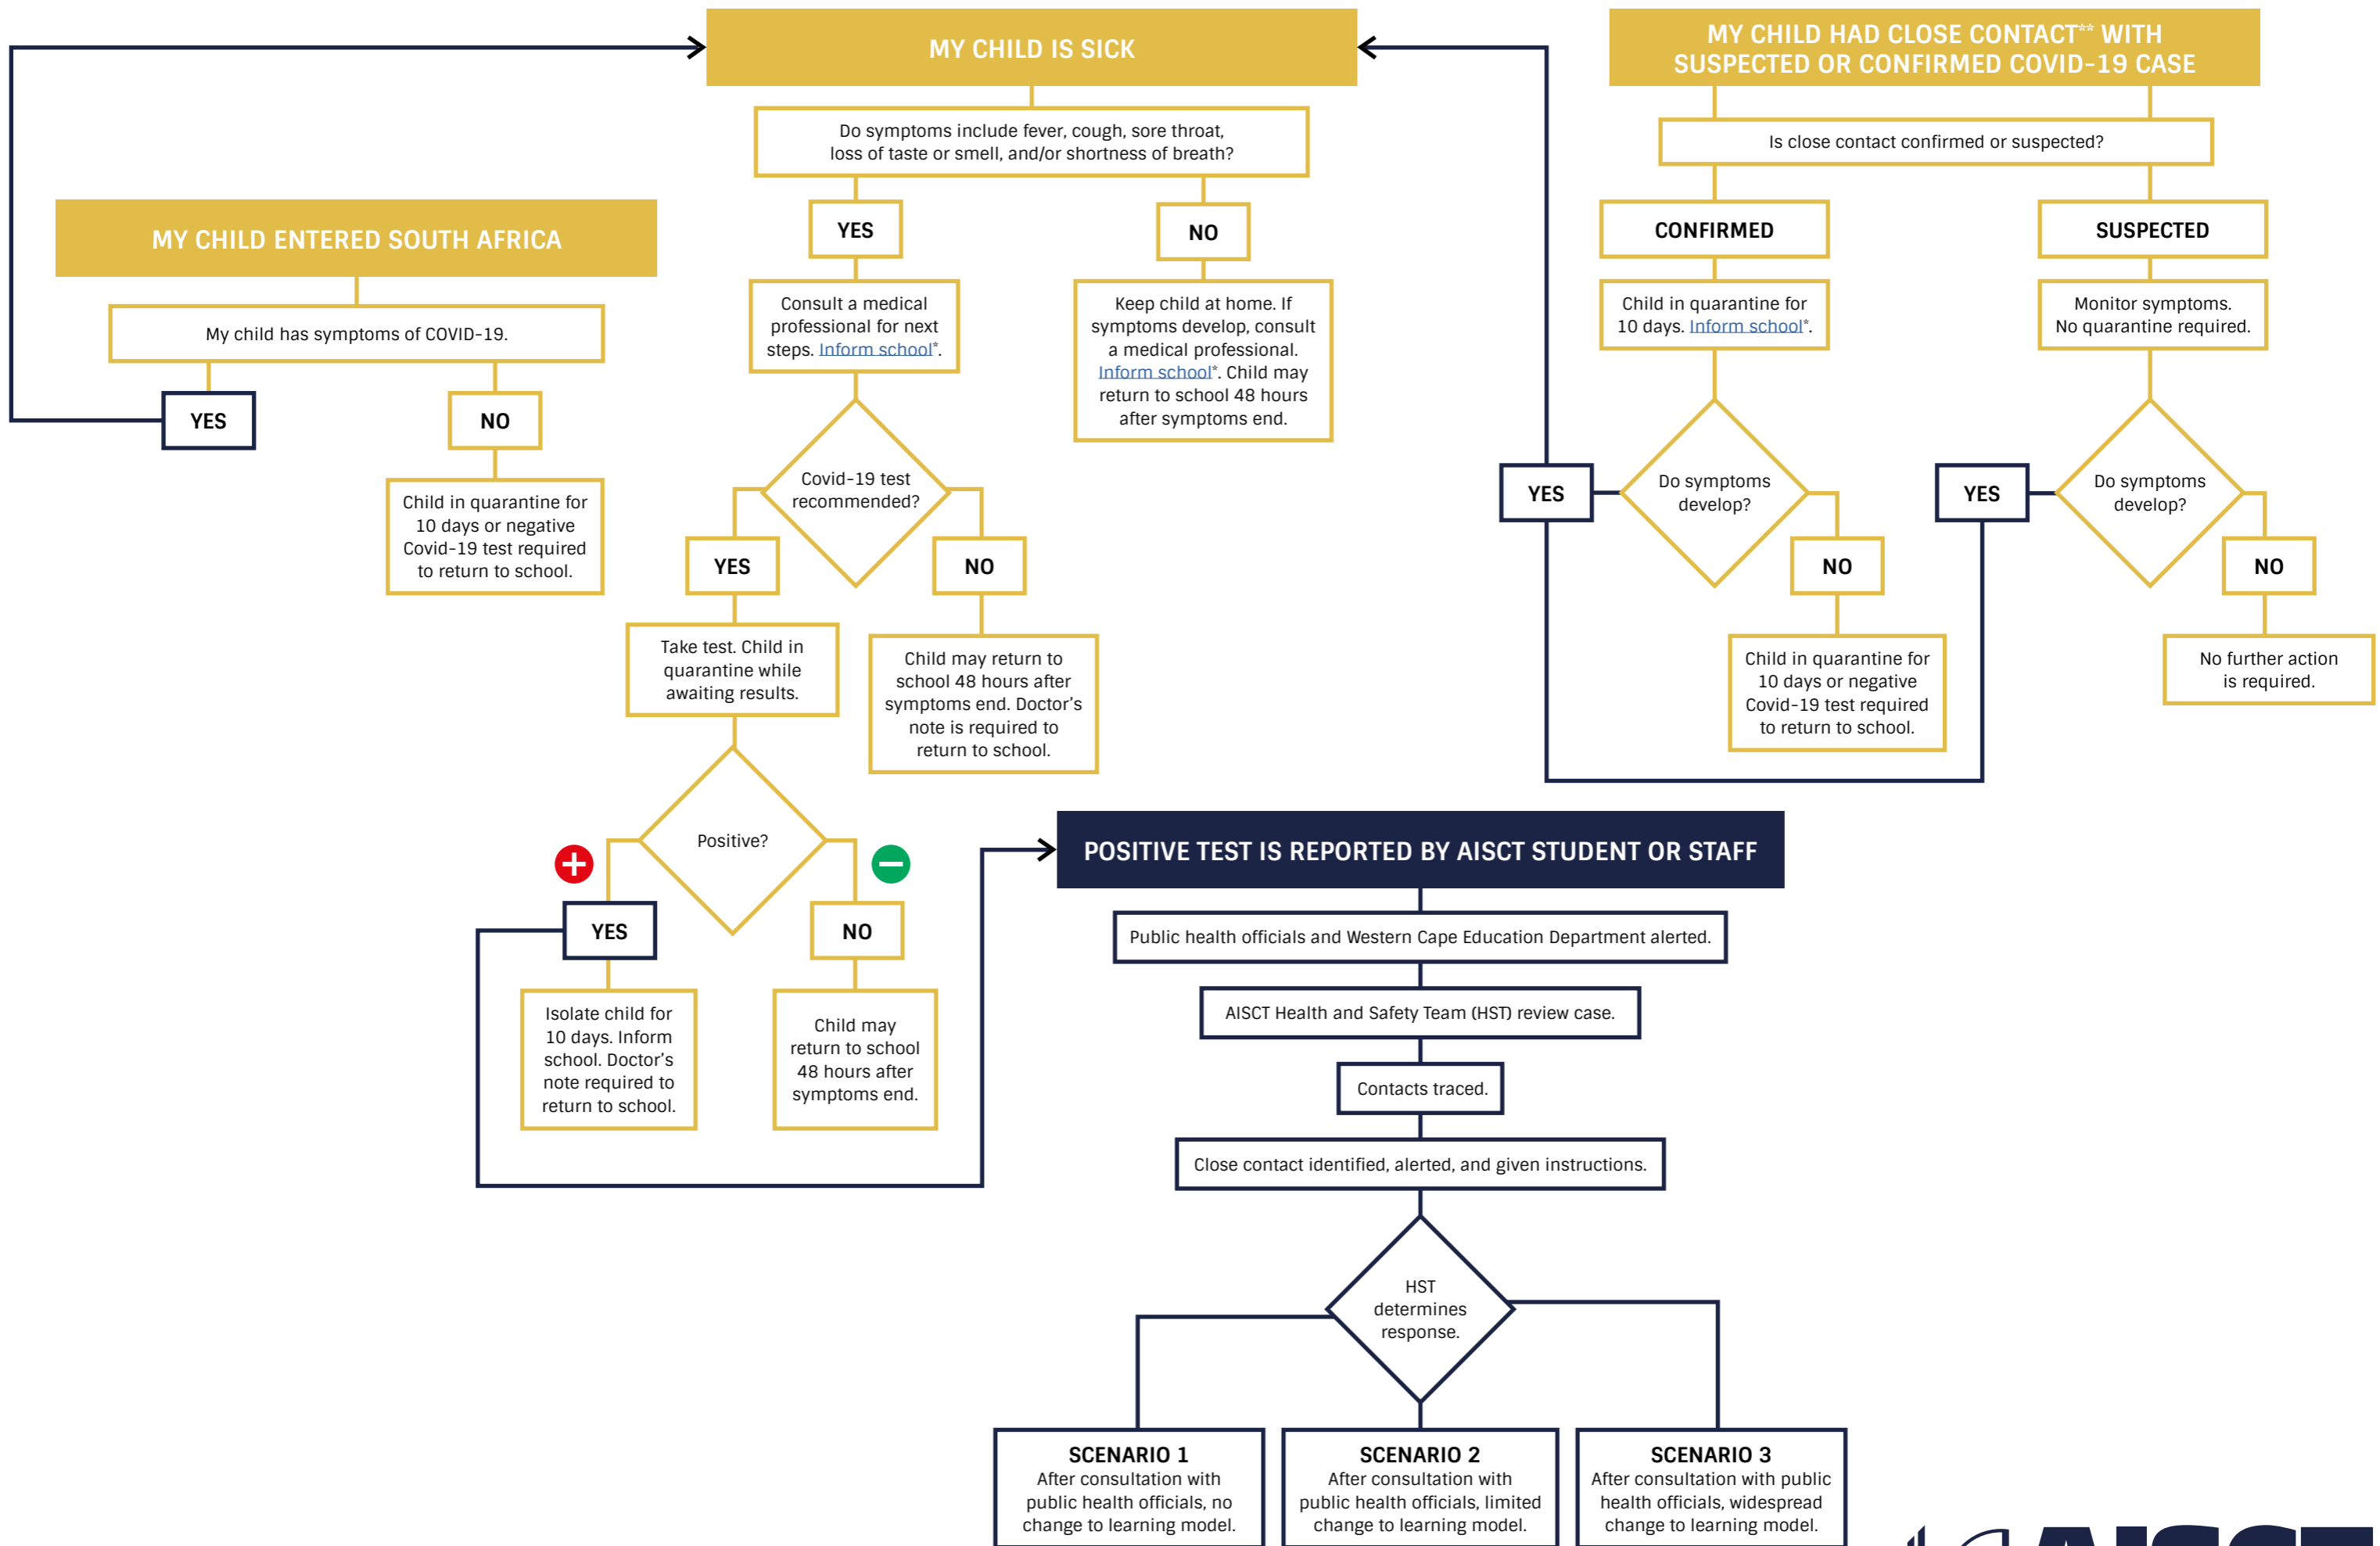 MY CHILD IS SICK
Do symptoms include fever, cough, sore throat,
loss of taste or smell, and/or shortness of breath?
YES
Consult a medical
professional for next
steps. Inform school*.
NO
Keep child at home. If
symptoms develop, consult
a medical professional.
Inform school*. Child may
return to school 48 hours
after symptoms end.
Covid-19 test
recommended?
YES
Take test. Child in
quarantine while
awaiting results.
NO
Child may return to
school 48 hours after
symptoms end. Doctor's
note is required to
return to school.
Positive?
+
YES
Isolate child for
10 days. Inform
school. Doctor's
note required to
return to school.
−
NO
Child may
return to school
48 hours after
symptoms end.
MY CHILD ENTERED SOUTH AFRICA
My child has symptoms of COVID-19.
YES
NO
Child in quarantine for
10 days or negative
Covid-19 test required
to return to school.
MY CHILD HAD CLOSE CONTACT** WITH
SUSPECTED OR CONFIRMED COVID-19 CASE
Is close contact confirmed or suspected?
CONFIRMED
Child in quarantine for
10 days. Inform school*.
Do symptoms
develop?
YES
NO
Child in quarantine for
10 days or negative
Covid-19 test required
to return to school.
SUSPECTED
Monitor symptoms.
No quarantine required.
Do symptoms
develop?
YES
NO
No further action
is required.
POSITIVE TEST IS REPORTED BY AISCT STUDENT OR STAFF
Public health officials and Western Cape Education Department alerted.
AISCT Health and Safety Team (HST) review case.
Contacts traced.
Close contact identified, alerted, and given instructions.
HST
determines
response.
SCENARIO 1
After consultation with
public health officials, no
change to learning model.
SCENARIO 2
After consultation with
public health officials, limited
change to learning model.
SCENARIO 3
After consultation with public
health officials, widespread
change to learning model.
AISCT